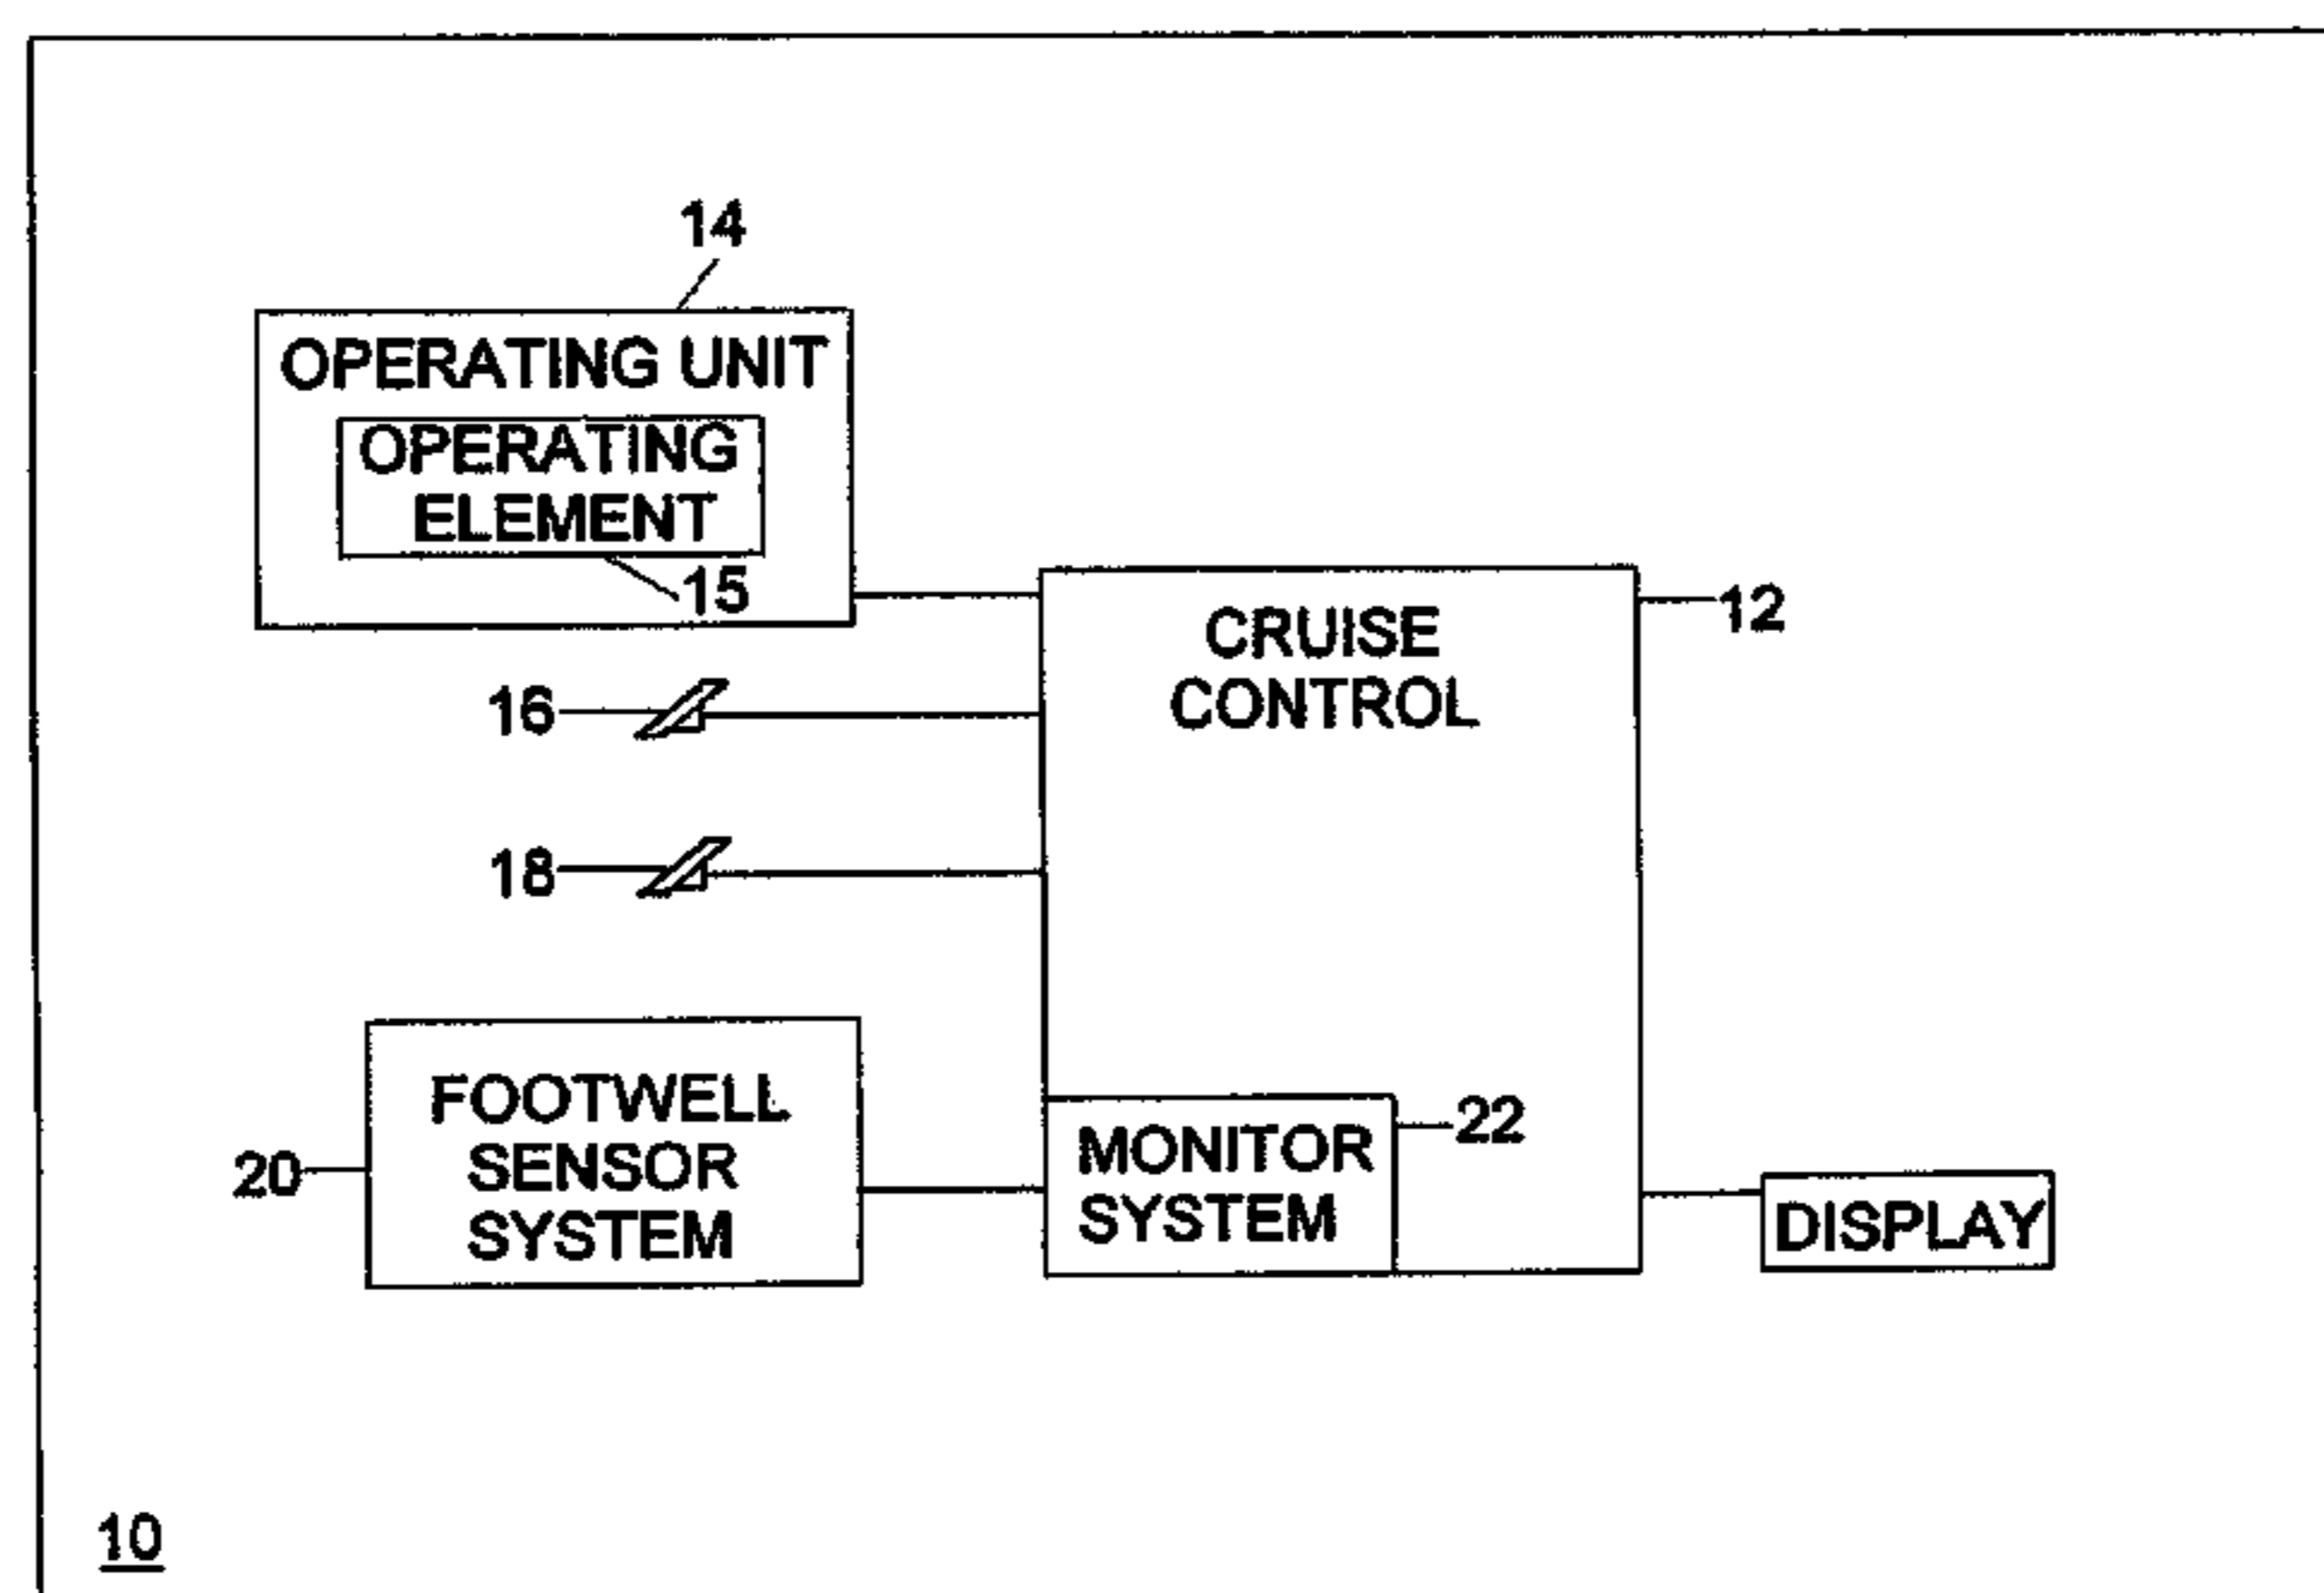 14
OPERATING UNIT
OPERATING
ELEMENT
15
CRUISE
CONTROL
12
16
18
FOOTWELL
SENSOR
SYSTEM
20
MONITOR
SYSTEM
22
DISPLAY
10